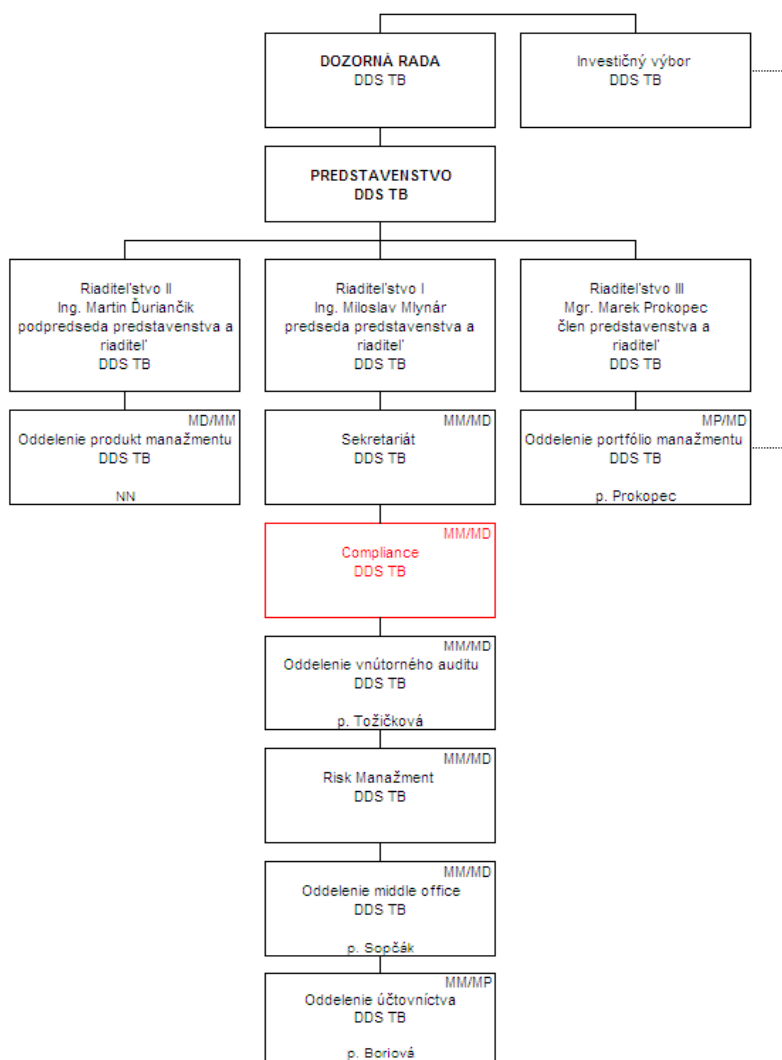 DOZORNÁ RADA
DDS TB
Investičný výbor
DDS TB
PREDSTAVENSTVO
DDS TB
Riaditeľstvo II
Ing. Martin Ďuriančik
podpredseda predstavenstva a
riaditeľ
DDS TB
Riaditeľstvo I
Ing. Miloslav Mlynár
predseda predstavenstva a
riaditeľ
DDS TB
Riaditeľstvo III
Mgr. Marek Prokopec
člen predstavenstva a
riaditeľ
DDS TB
MD/MM
Oddelenie produkt manažmentu
DDS TB
NN
MM/MD
Sekretariát
DDS TB
MP/MD
Oddelenie portfólio manažmentu
DDS TB
p. Prokopec
MM/MD
Compliance
DDS TB
MM/MD
Oddelenie vnútorného auditu
DDS TB
p. Tožičková
MM/MD
Risk Manažment
DDS TB
MM/MD
Oddelenie middle office
DDS TB
p. Sopčák
MM/MP
Oddelenie účtovníctva
DDS TB
p. Boriová